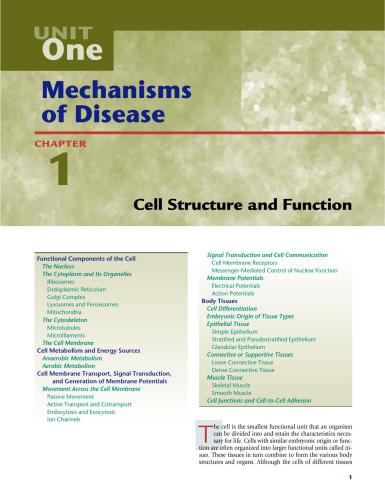 UNIT
One
Mechanisms
of Disease
CHAPTER
1
Cell Structure and Function
Functional Components of the Cell
The Nucleus
The Cytoplasm and Its Organelles
Ribosomes
Endoplasmic Reticulum
Golgi Complex
Lysosomes and Peroxisomes
Mitochondria
The Cytoskeleton
Microtubules
Microfilaments
The Cell Membrane
Cell Metabolism and Energy Sources
Anaerobic Metabolism
Aerobic Metabolism
Cell Membrane Transport, Signal Transduction,
and Generation of Membrane Potentials
Movement Across the Cell Membrane
Passive Movement
Active Transport and Cotransport
Endocytosis and Exocytosis
Ion Channels
Signal Transduction and Cell Communication
Cell Membrane Receptors
Messenger-Mediated Control of Nuclear Function
Membrane Potentials
Electrical Potentials
Action Potentials
Body Tissues
Cell Differentiation
Embryonic Origin of Tissue Types
Epithelial Tissue
Simple Epithelium
Stratified and Pseudostratified Epithelium
Glandular Epithelium
Connective or Supportive Tissues
Loose Connective Tissue
Dense Connective Tissue
Muscle Tissue
Skeletal Muscle
Smooth Muscle
Cell Junctions and Cell-to-Cell Adhesion
The cell is the smallest functional unit that an organism
can be divided into and retain the characteristics neces-
sary for life. Cells with similar embryonic origin or func-
tion are often organized into larger functional units called tis-
sues. These tissues in turn combine to form the various body
structures and organs. Although the cells of different tissues
1